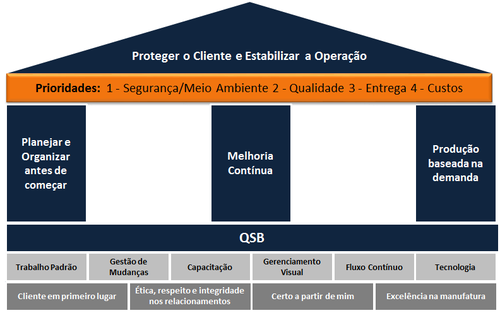 Proteger o Cliente e Estabilizar a Operação
Prioridades: 1 - Segurança/Meio Ambiente 2 - Qualidade 3 - Entrega 4 - Custos
Planejar e
Organizar
antes de
começar
Melhoria
Contínua
Produção
baseada na
demanda
QSB
Trabalho Padrão
Gestão de
Mudanças
Capacitação
Gerenciamento
Visual
Fluxo Contínuo
Tecnologia
Cliente em primeiro lugar
Ética, respeito e integridade
nos relacionamentos
Certo a partir de mim
Excelência na manufatura